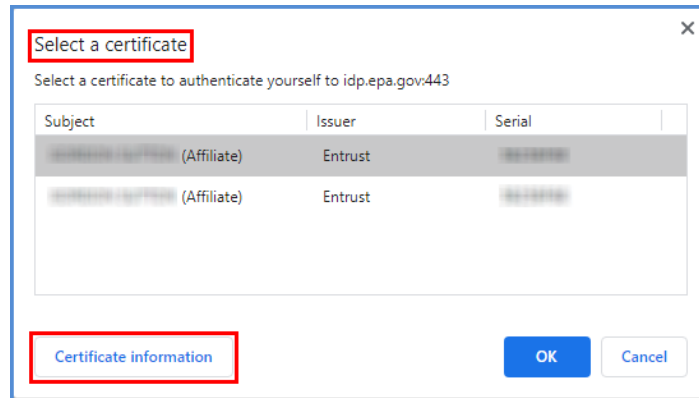 Select a certificate
Select a certificate to authenticate yourself to idp.epa.gov:443
Subject Issuer Serial
(Affiliate) Entrust
(Affiliate) Entrust
Certificate information OK Cancel